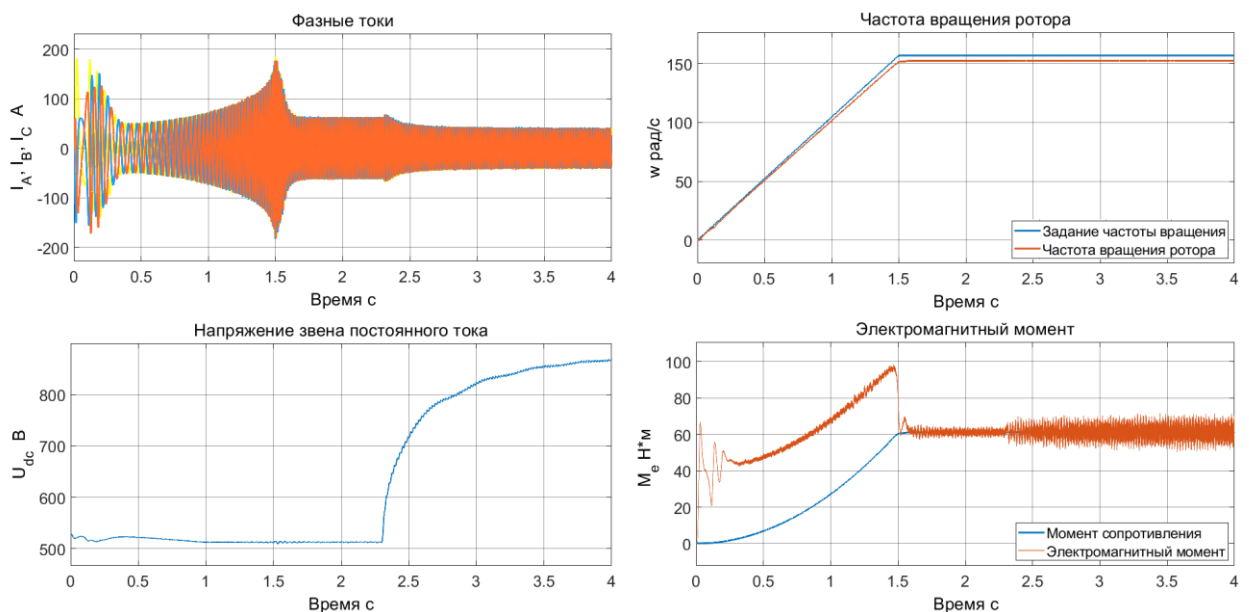 Фазные токи
200
100
0
-100
-200
I_A, I_B, I_C А
0 0.5 1 1.5 2 2.5 3 3.5 4
Время с
Частота вращения ротора
150
100
50
0
w рад/с
Задание частоты вращения
Частота вращения ротора
0 0.5 1 1.5 2 2.5 3 3.5 4
Время с
Напряжение звена постоянного тока
800
700
600
500
U_dc В
0 0.5 1 1.5 2 2.5 3 3.5 4
Время с
Электромагнитный момент
100
80
60
40
20
0
M_e Н*м
Момент сопротивления
Электромагнитный момент
0 0.5 1 1.5 2 2.5 3 3.5 4
Время с